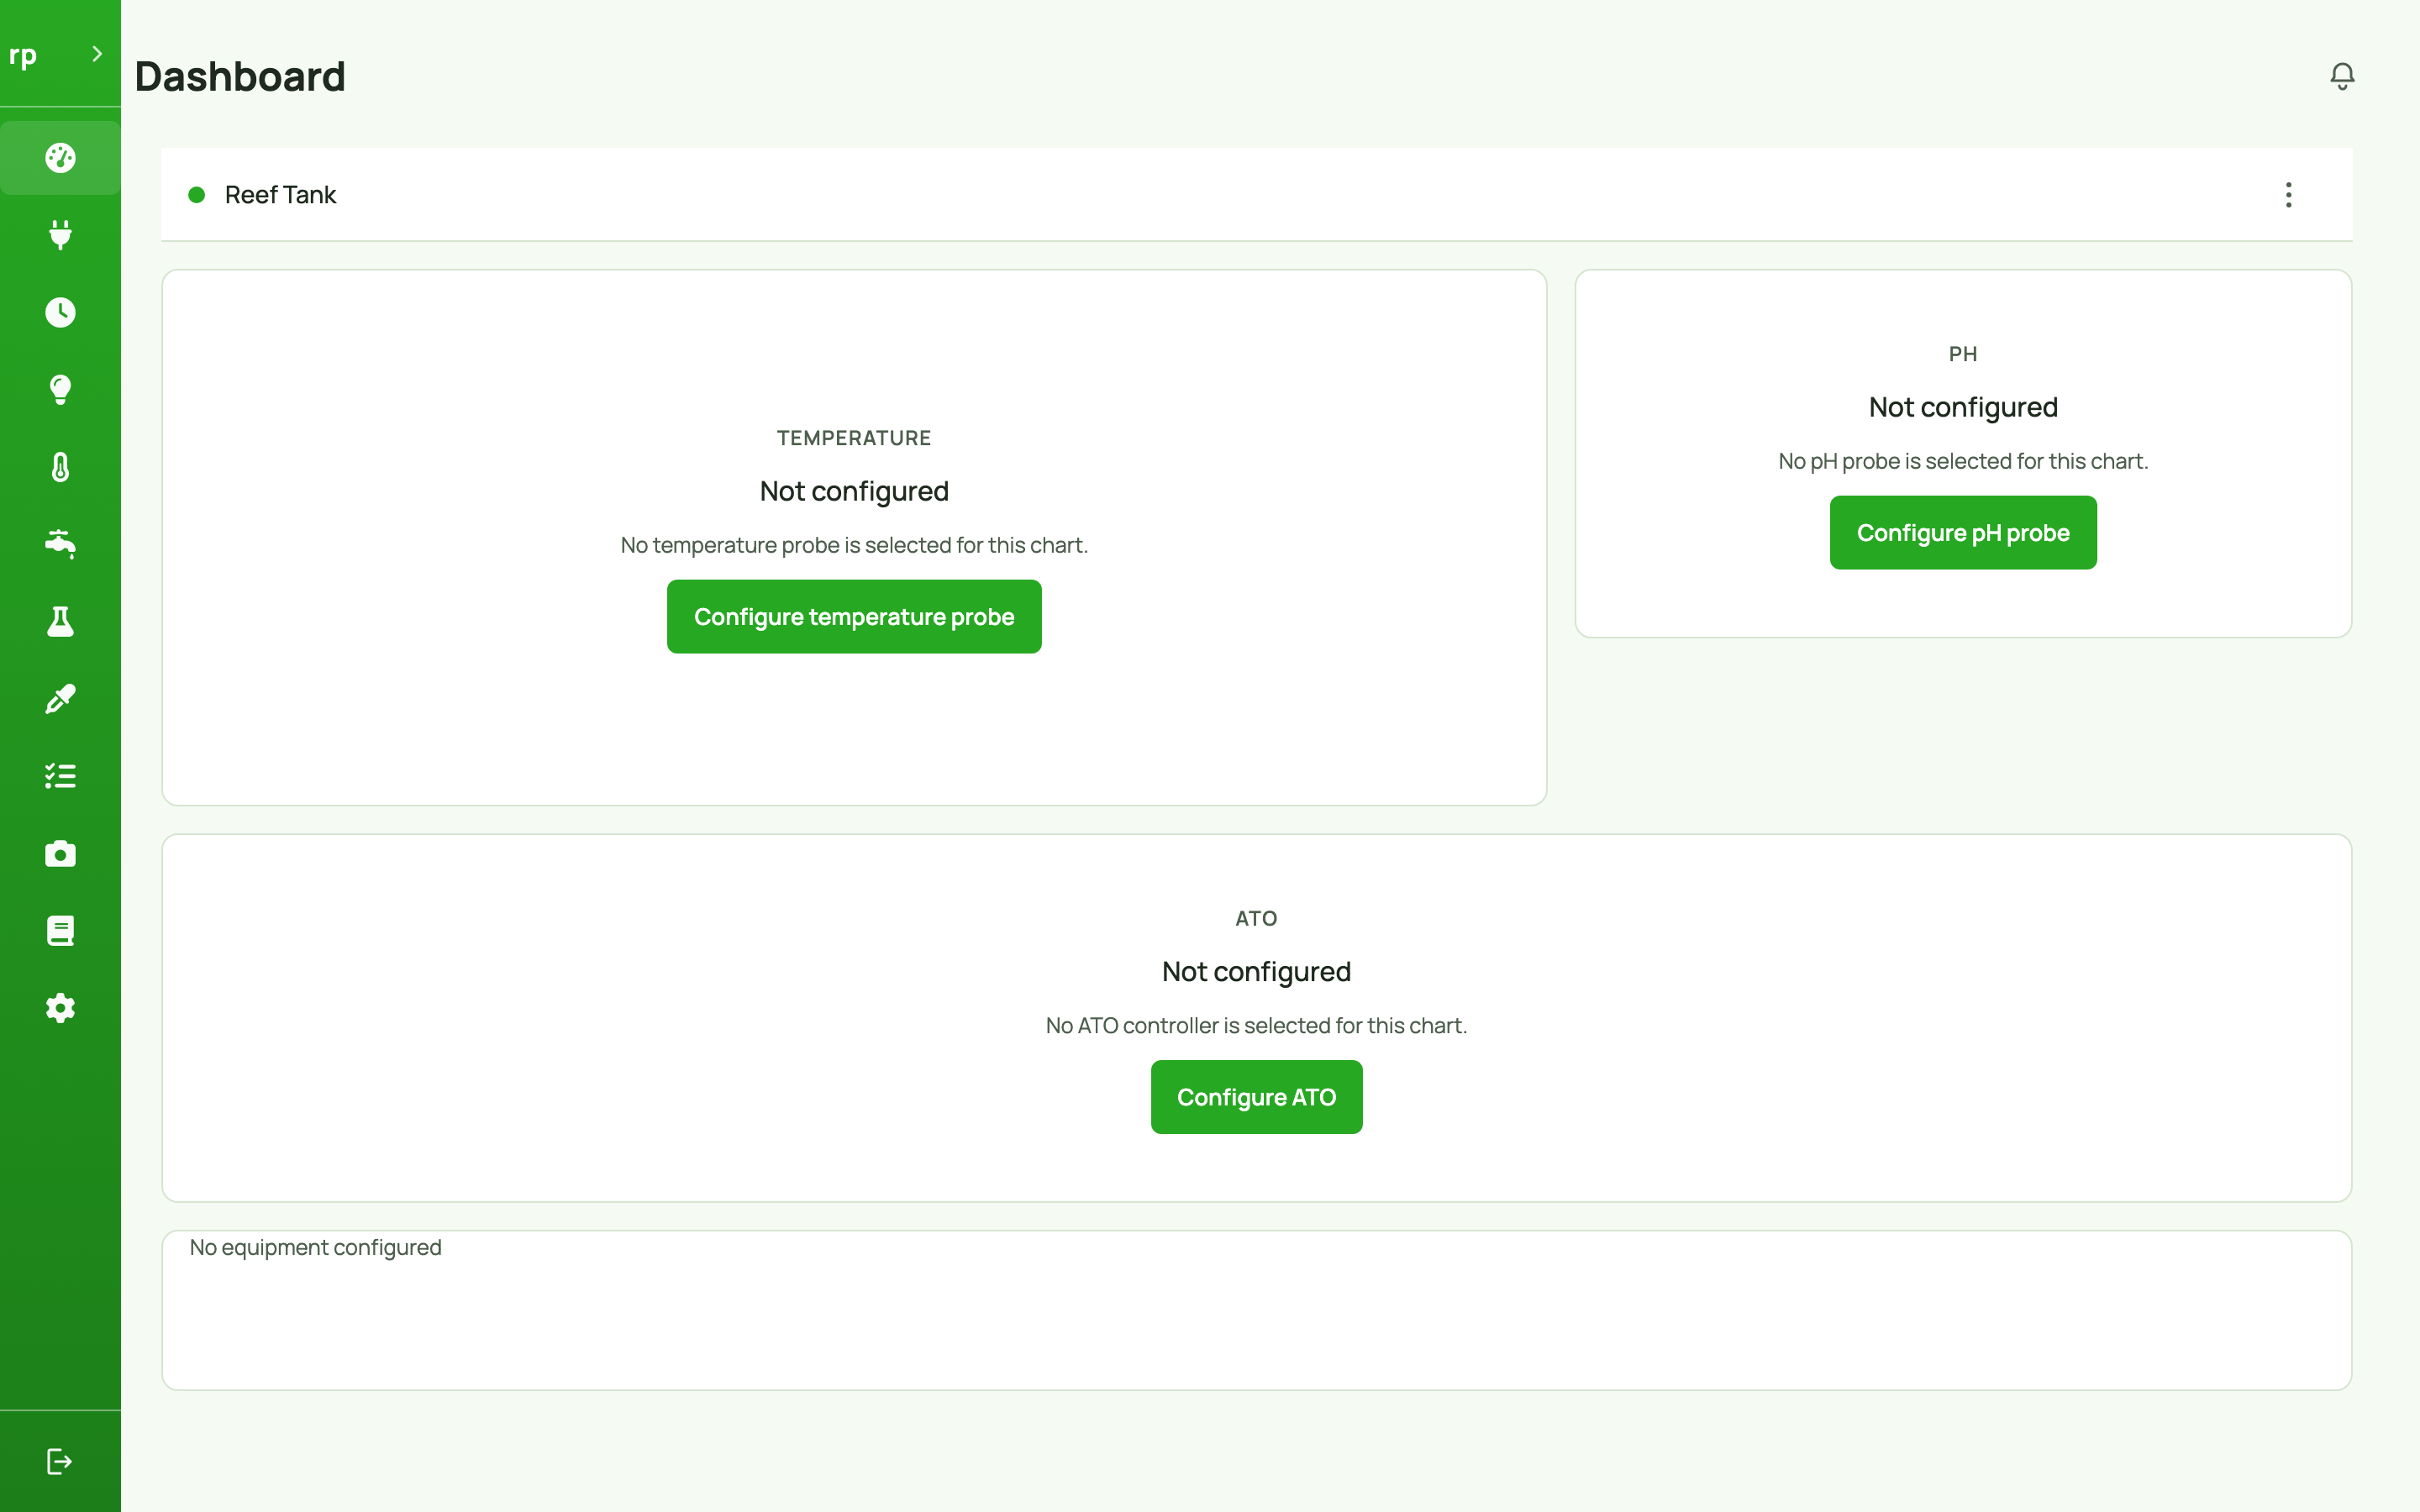 rp
Dashboard
Reef Tank
TEMPERATURE
Not configured
No temperature probe is selected for this chart.
Configure temperature probe
PH
Not configured
No pH probe is selected for this chart.
Configure pH probe
ATO
Not configured
No ATO controller is selected for this chart.
Configure ATO
No equipment configured